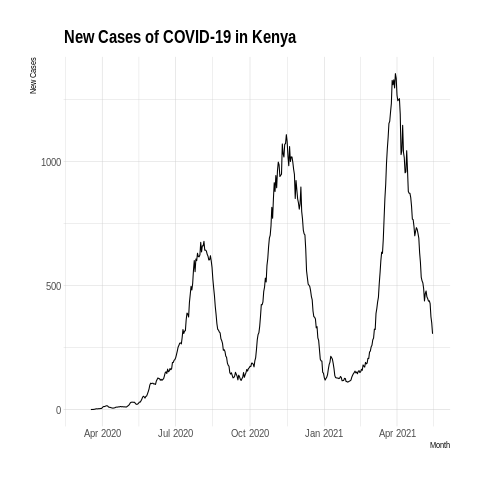 New Cases of COVID-19 in Kenya
New Cases
1000
500
0
Apr 2020 Jul 2020 Oct 2020 Jan 2021 Apr 2021
Month